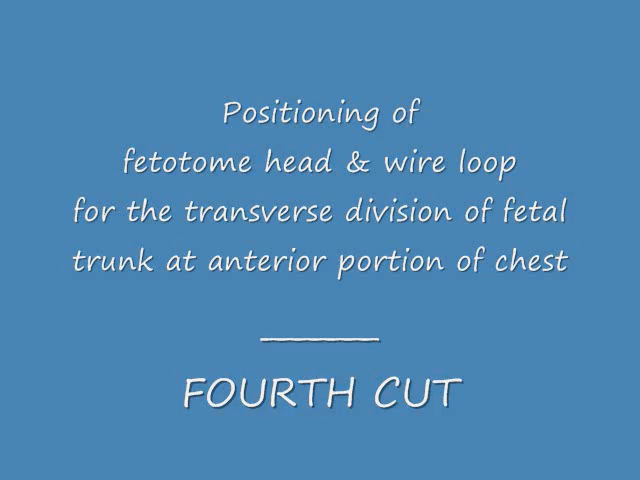 Positioning of
fetotome head & wire loop
for the transverse division of fetal
trunk at anterior portion of chest
FOURTH CUT